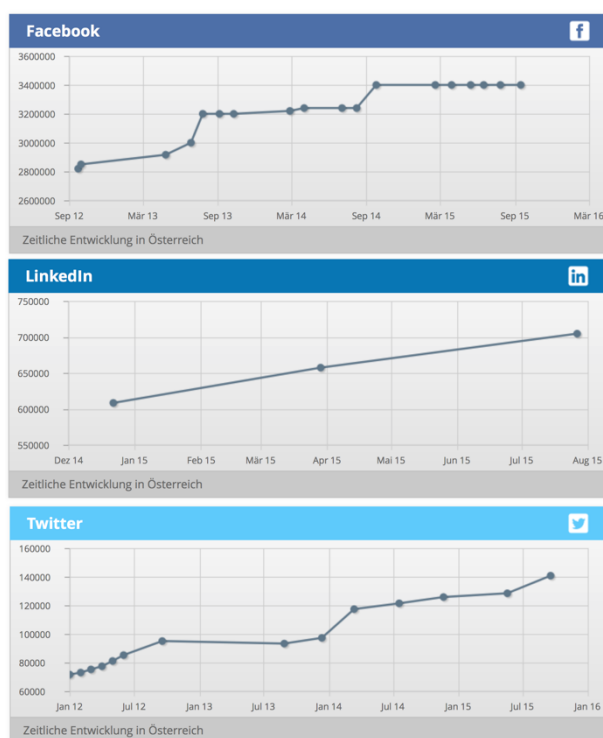 Facebook
3600000
3400000
3200000
3000000
2800000
2600000
Sep 12 Mär 13 Sep 13 Mär 14 Sep 14 Mär 15 Sep 15 Mär 16
Zeitliche Entwicklung in Österreich
LinkedIn
in
750000
700000
650000
600000
550000
Dez 14 Jan 15 Feb 15 Mär 15 Apr 15 Mai 15 Jun 15 Jul 15 Aug 15
Zeitliche Entwicklung in Österreich
Twitter
160000
140000
120000
100000
80000
60000
Jan 12 Jul 12 Jan 13 Jul 13 Jan 14 Jul 14 Jan 15 Jul 15 Jan 16
Zeitliche Entwicklung in Österreich